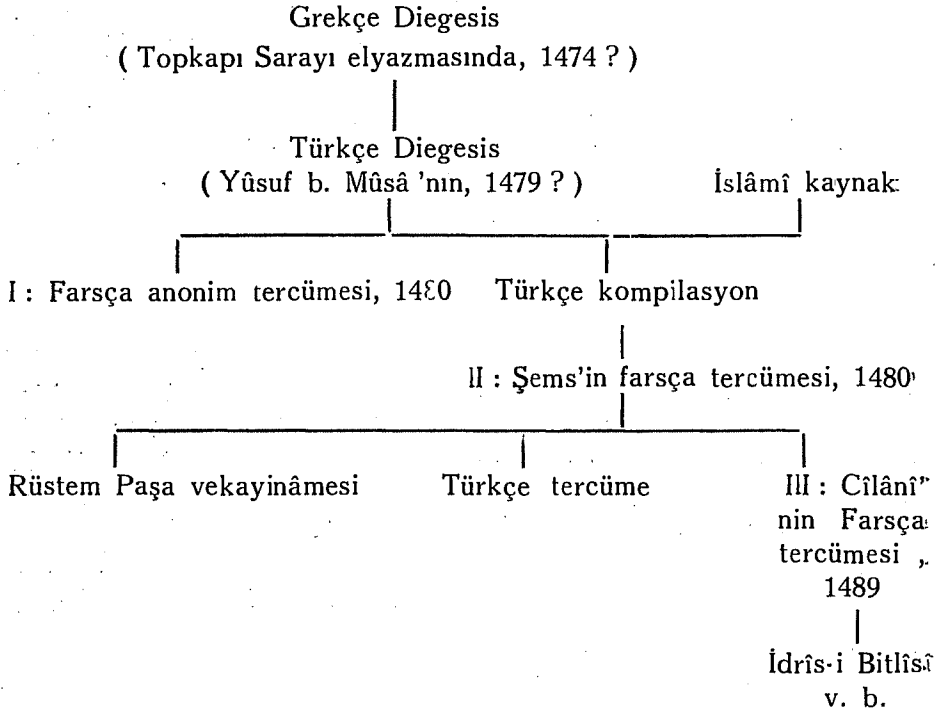 Grekçe Diegesis
( Topkapı Sarayı elyazmasında, 1474 ? )
Türkçe Diegesis
( Yûsuf b. Mûsâ'nın, 1479 ? ) İslâmî kaynak
I : Farsça anonim tercümesi, 1480 Türkçe kompilasyon
II : Şems'in farsça tercümesi, 1480
Rüstem Paşa vekayinâmesi Türkçe tercüme III : Cîlânî'
nin Farsça
tercümesi ,
1489
İdrîs-i Bitlîsî
v. b.